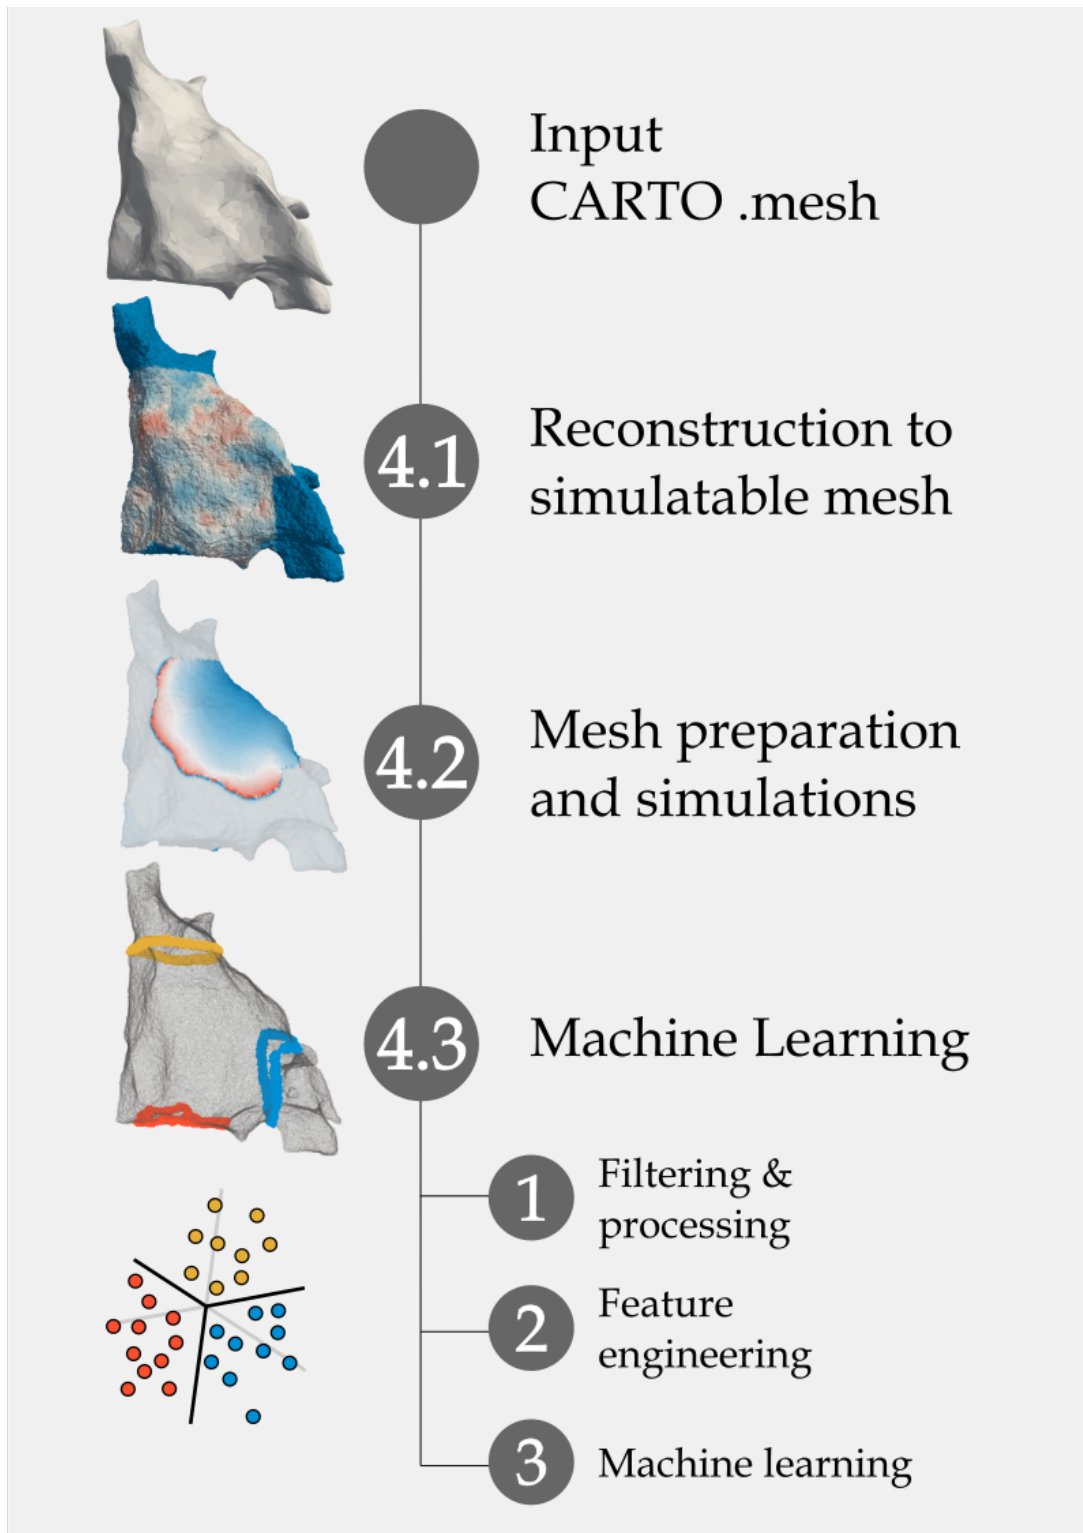 Input
CARTO .mesh
4.1
Reconstruction to
simulatable mesh
4.2
Mesh preparation
and simulations
4.3
Machine Learning
1
Filtering &
processing
2
Feature
engineering
3
Machine learning